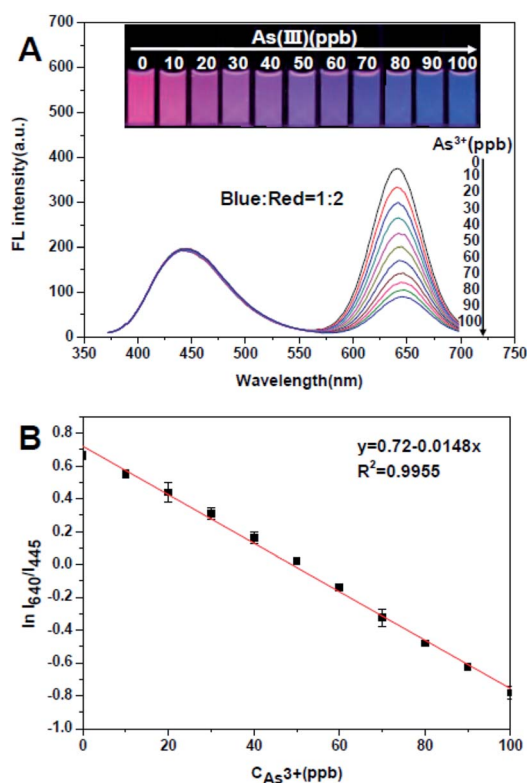 A
As(Ⅲ)(ppb)
0 10 20 30 40 50 60 70 80 90 100
As³⁺(ppb)
0
10
20
30
40
50
60
70
80
90
100
Blue:Red=1:2
FL intensity(a.u.)
700
600
500
400
300
200
100
0
350 400 450 500 550 600 650 700 750
Wavelength(nm)
B
y=0.72-0.0148x
R²=0.9955
ln I₆₄₀/I₄₄₅
0.8
0.6
0.4
0.2
0.0
-0.2
-0.4
-0.6
-0.8
-1.0
0 20 40 60 80 100
C_As³⁺(ppb)